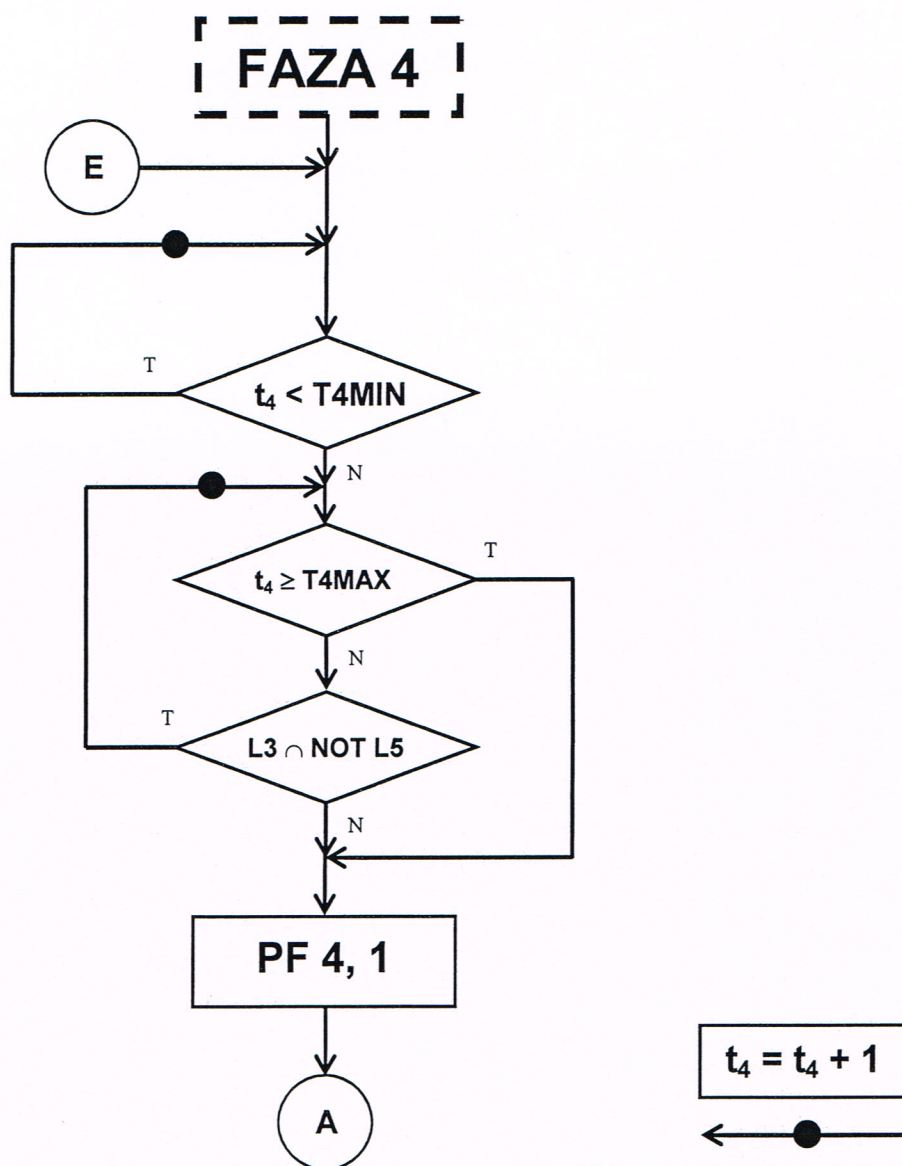 FAZA 4
E
T
t₄ < T4MIN
N
T
t₄ ≥ T4MAX
N
T
L3 ∩ NOT L5
N
PF 4, 1
t₄ = t₄ + 1
A